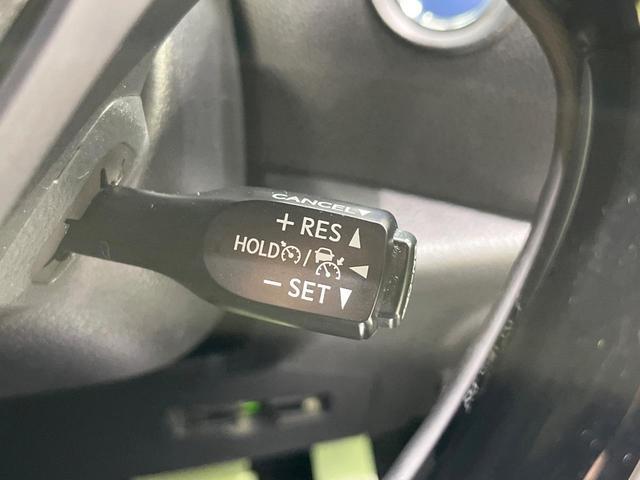 CANCEL
+ RES
HOLD /
− SET